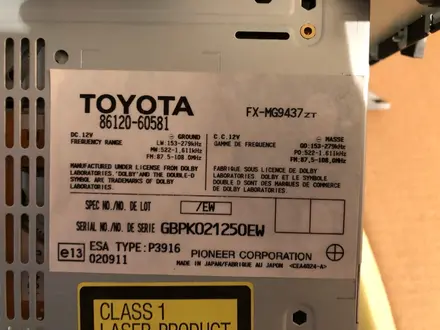 TOYOTA
86120-60581
FX-MG9437ZT
DC.12V ⊖ GROUND
FREQUENCY RANGE LW:153-279kHz
MW:522-1,611kHz
FM:87.5-108.0MHz
C.C.12V ⊖ MASSE
GAMME DE FREQUENCE GO:153-279kHz
PO:522-1,611kHz
FM:87,5-108,0MHz
MANUFACTURED UNDER LICENSE FROM DOLBY
LABORATORIES. "DOLBY" AND THE DOUBLE-D
SYMBOL ARE TRADEMARKS OF DOLBY
LABORATORIES.
FABRIQUE SOUS LICENCE DE DOLBY
LABORATORIES. DOLBY ET LE SYMBOLE
DOUBLE D SONT DES MARQUES DE COMMERCE
DE DOLBY LABORATORIES.
SPEC NO./NO. DE LOT /EW
SERIAL NO./NO. DE SERIE GBPK021250EW
e13
ESA TYPE:P3916
020911
PIONEER CORPORATION
MADE IN JAPAN/FABRIQUE AU JAPON <CEA4024-A>
CLASS 1
LASER PRODUCT